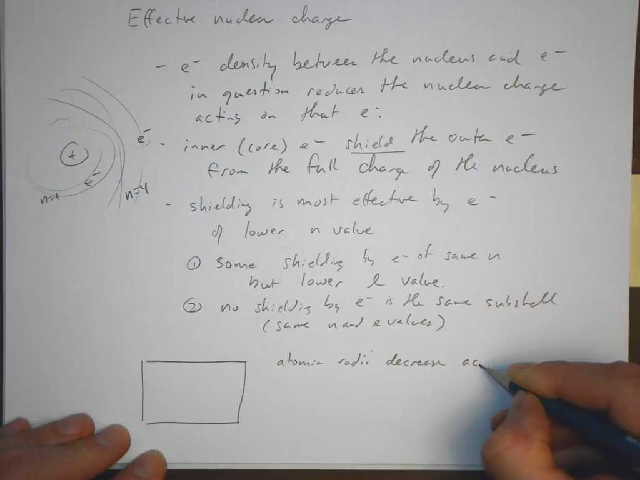 Effective nuclear charge
- e⁻ density between the nucleus and e⁻
in question reduces the nuclear charge
acting on that e⁻.
- inner (core) e⁻ shield the outer e⁻
from the full charge of the nucleus
- shielding is most effective by e⁻
of lower n value
① Some shielding by e⁻ of same n
but lower l value.
② no shielding by e⁻ in the same subshell
(same n and l values)
+
e⁻
e⁻
n=1
n=4
atomic radii decrease ac